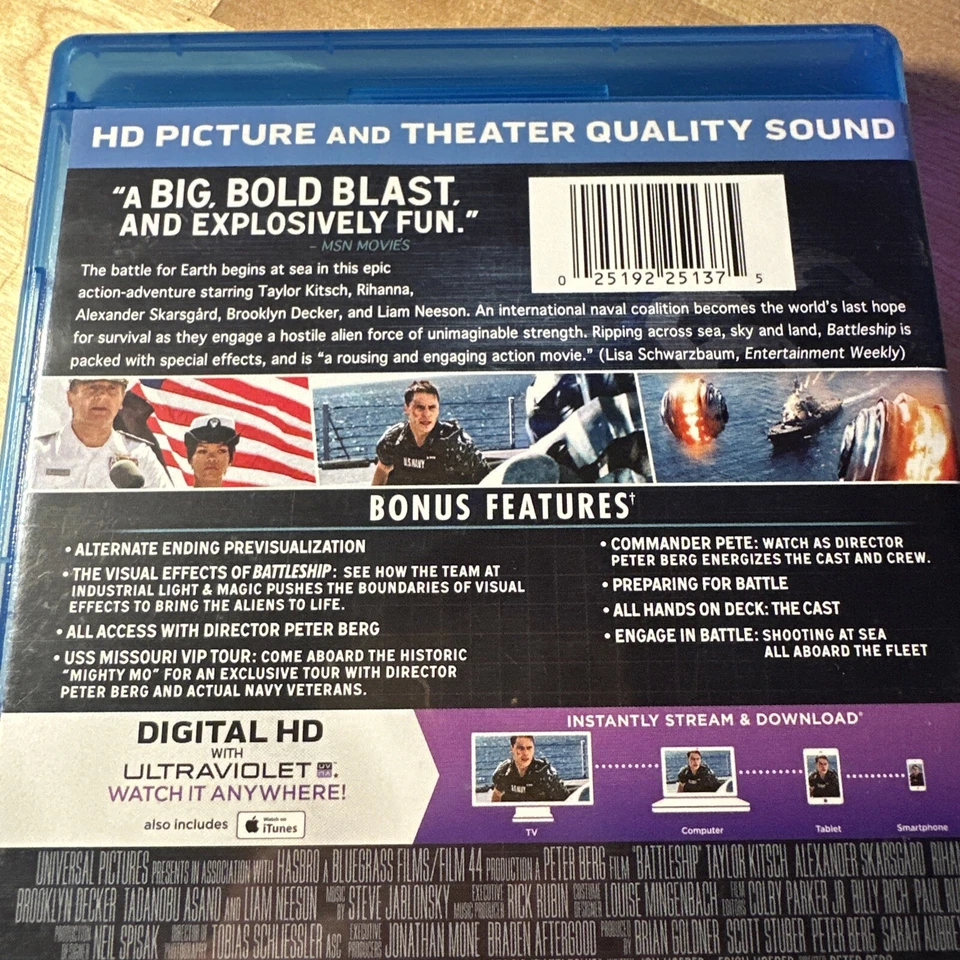 HD PICTURE AND THEATER QUALITY SOUND
"A BIG, BOLD BLAST,
AND EXPLOSIVELY FUN."
– MSN MOVIES
0 25192 25137 5
The battle for Earth begins at sea in this epic
action-adventure starring Taylor Kitsch, Rihanna,
Alexander Skarsgård, Brooklyn Decker, and Liam Neeson. An international naval coalition becomes the world's last hope
for survival as they engage a hostile alien force of unimaginable strength. Ripping across sea, sky and land, Battleship is
packed with special effects, and is "a rousing and engaging action movie." (Lisa Schwarzbaum, Entertainment Weekly)
U.S. NAVY
BONUS FEATURES†
• ALTERNATE ENDING PREVISUALIZATION
• THE VISUAL EFFECTS OF BATTLESHIP: SEE HOW THE TEAM AT
INDUSTRIAL LIGHT & MAGIC PUSHES THE BOUNDARIES OF VISUAL
EFFECTS TO BRING THE ALIENS TO LIFE.
• ALL ACCESS WITH DIRECTOR PETER BERG
• USS MISSOURI VIP TOUR: COME ABOARD THE HISTORIC
"MIGHTY MO" FOR AN EXCLUSIVE TOUR WITH DIRECTOR
PETER BERG AND ACTUAL NAVY VETERANS.
• COMMANDER PETE: WATCH AS DIRECTOR
PETER BERG ENERGIZES THE CAST AND CREW.
• PREPARING FOR BATTLE
• ALL HANDS ON DECK: THE CAST
• ENGAGE IN BATTLE: SHOOTING AT SEA
ALL ABOARD THE FLEET
DIGITAL HD
WITH
ULTRAVIOLET UV.
WATCH IT ANYWHERE!
also includes Watch on iTunes
INSTANTLY STREAM & DOWNLOAD*
TV Computer Tablet Smartphone
UNIVERSAL PICTURES PRESENTS IN ASSOCIATION WITH HASBRO A BLUEGRASS FILMS/FILM 44 PRODUCTION A PETER BERG FILM "BATTLESHIP" TAYLOR KITSCH ALEXANDER SKARSGÅRD
BROOKLYN DECKER TADANOBU ASANO AND LIAM NEESON MUSIC BY STEVE JABLONSKY EXECUTIVE MUSIC PRODUCER RICK RUBIN COSTUME DESIGNER LOUISE MINGENBACH FILM EDITORS COLBY PARKER JR BILLY RICH PAUL
PRODUCTION DESIGNER NEIL SPISAK DIRECTOR OF PHOTOGRAPHY TOBIAS SCHLIESSLER ASC EXECUTIVE PRODUCERS JONATHAN MONE BRADEN AFTERGOOD PRODUCED BY BRIAN GOLDNER SCOTT STUBER PETER BERG SARAH AUBREY
PETER BERG